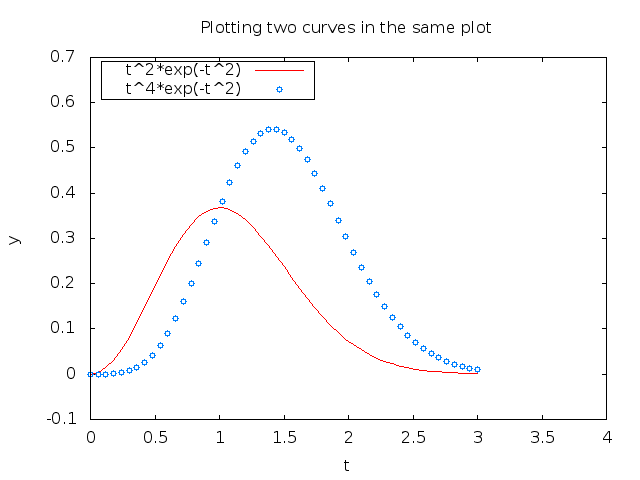 Plotting two curves in the same plot
0.7
t^2*exp(-t^2)
t^4*exp(-t^2)
0.6
0.5
0.4
0.3
y
0.2
0.1
0
-0.1
0 0.5 1 1.5 2 2.5 3 3.5 4
t